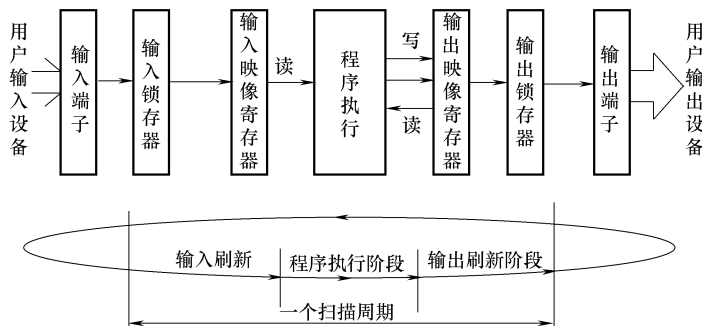 用户输入设备
输入端子
输入锁存器
输入映像寄存器
读
程序执行
写
读
输出映像寄存器
输出锁存器
输出端子
用户输出设备
输入刷新
程序执行阶段
输出刷新阶段
一个扫描周期